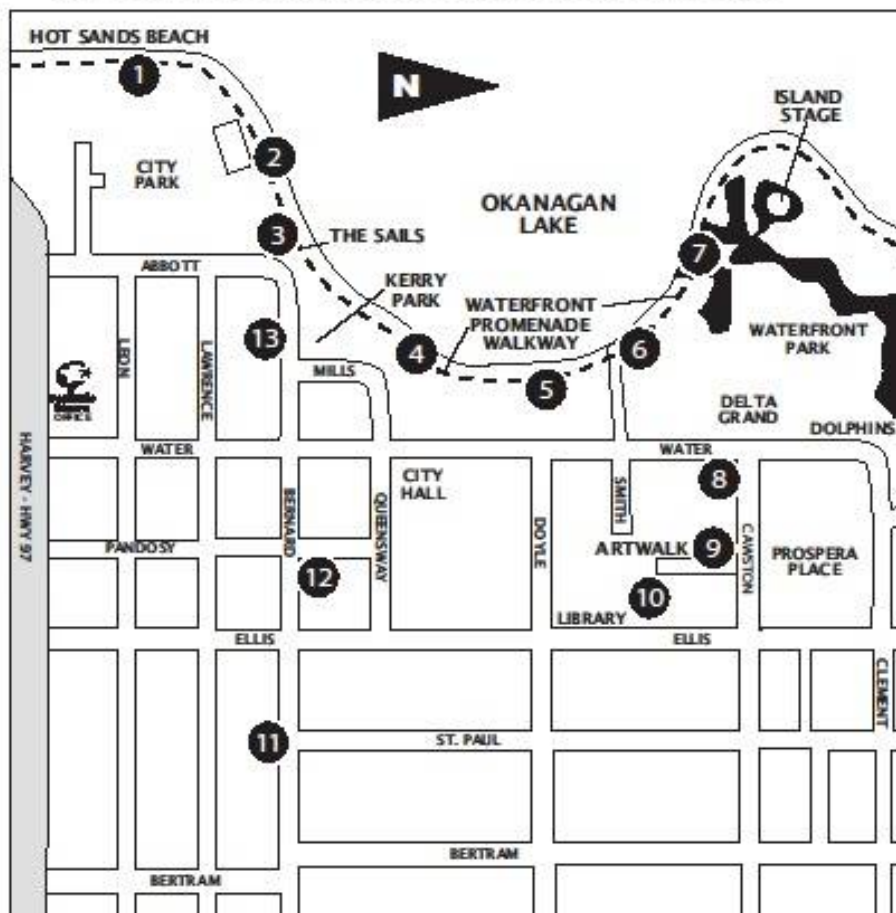 HOT SANDS BEACH
1
N
ISLAND
STAGE
2
CITY
PARK
OKANAGAN
LAKE
3
THE SAILS
7
ABBOTT
KERRY
PARK
WATERFRONT
PROMENADE
WALKWAY
13
4
6
WATERFRONT
PARK
LEON
LAWRENCE
MILLS
5
DELTA
GRAND
OFFICE
DOLPHINS
WATER
WATER
HARVEY - HWY 97
BERNARD
QUEENSWAY
CITY
HALL
SMITH
8
DOYLE
CAWSTON
PANDOSY
ARTWALK
9
PROSPERA
PLACE
12
10
LIBRARY
ELLIS
ELLIS
CLEMENT
11
ST. PAUL
BERTRAM
BERTRAM